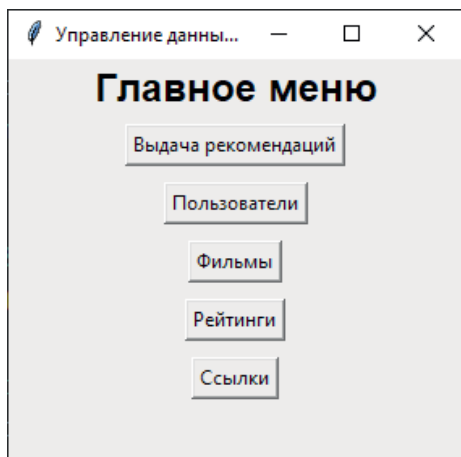 Управление данны...
Главное меню
Выдача рекомендаций
Пользователи
Фильмы
Рейтинги
Ссылки